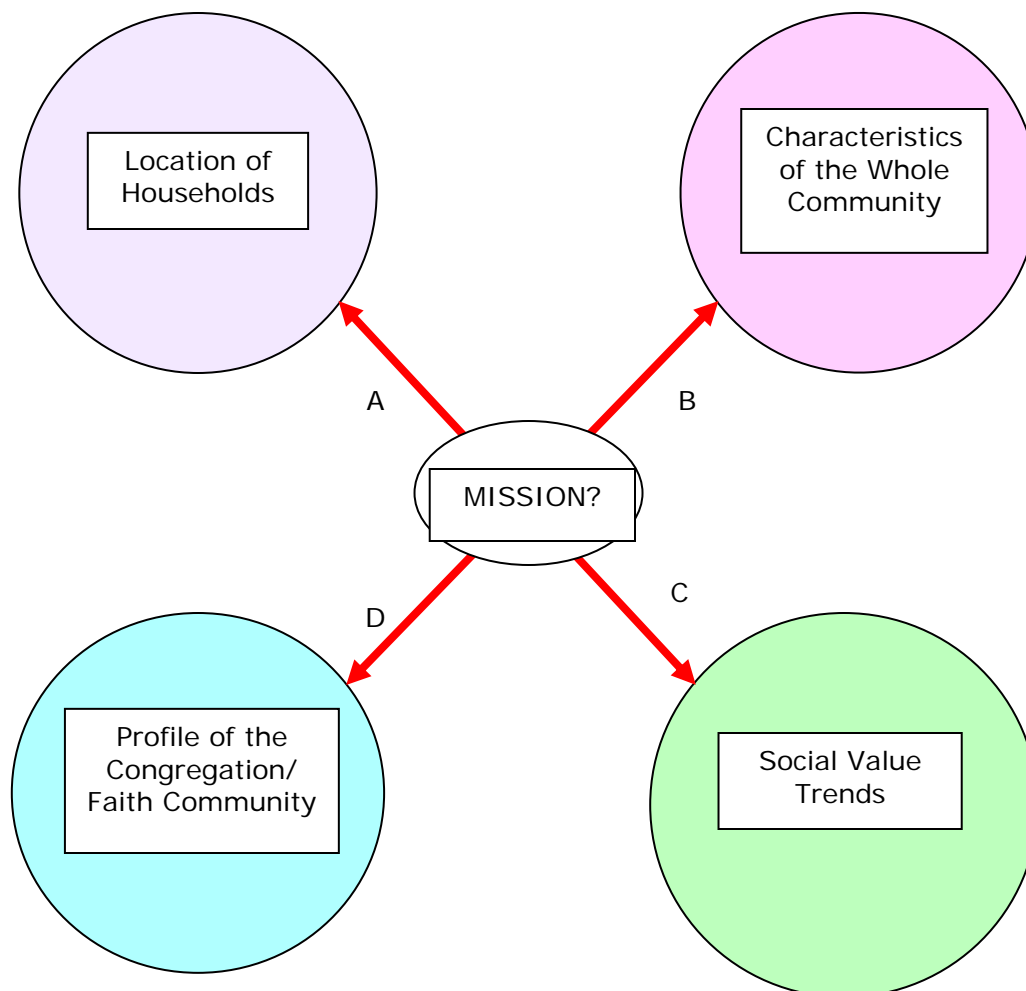 Location of
Households
Characteristics
of the Whole
Community
A
B
MISSION?
D
C
Profile of the
Congregation/
Faith Community
Social Value
Trends